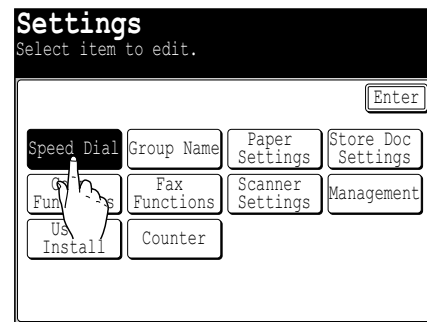 Settings
Select item to edit.
Enter
Speed Dial
Group Name
Paper
Settings
Store Doc
Settings
Fax
Functions
Scanner
Settings
Management
Install
Counter